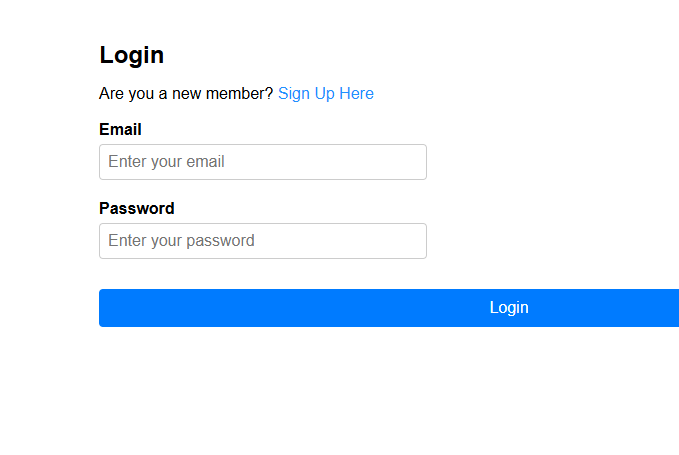 Login
Are you a new member? Sign Up Here
Email
Enter your email
Password
Enter your password
Login